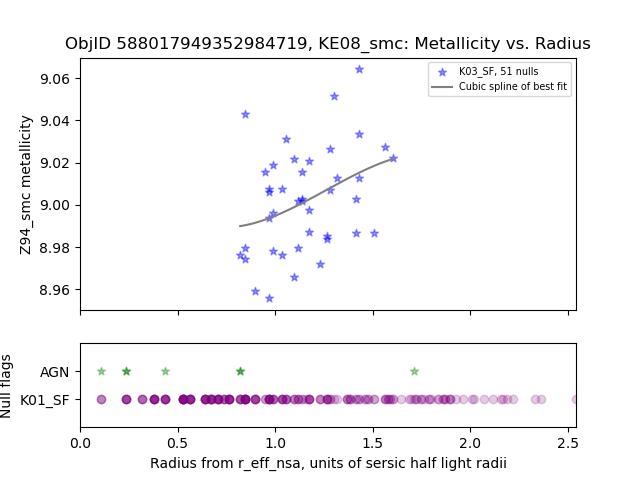 ObjID 588017949352984719, KE08_smc: Metallicity vs. Radius
Z94_smc metallicity
9.06
9.04
9.02
9.00
8.98
8.96
K03_SF, 51 nulls
Cubic spline of best fit
Null flags
AGN
K01_SF
0.0 0.5 1.0 1.5 2.0 2.5
Radius from r_eff_nsa, units of sersic half light radii